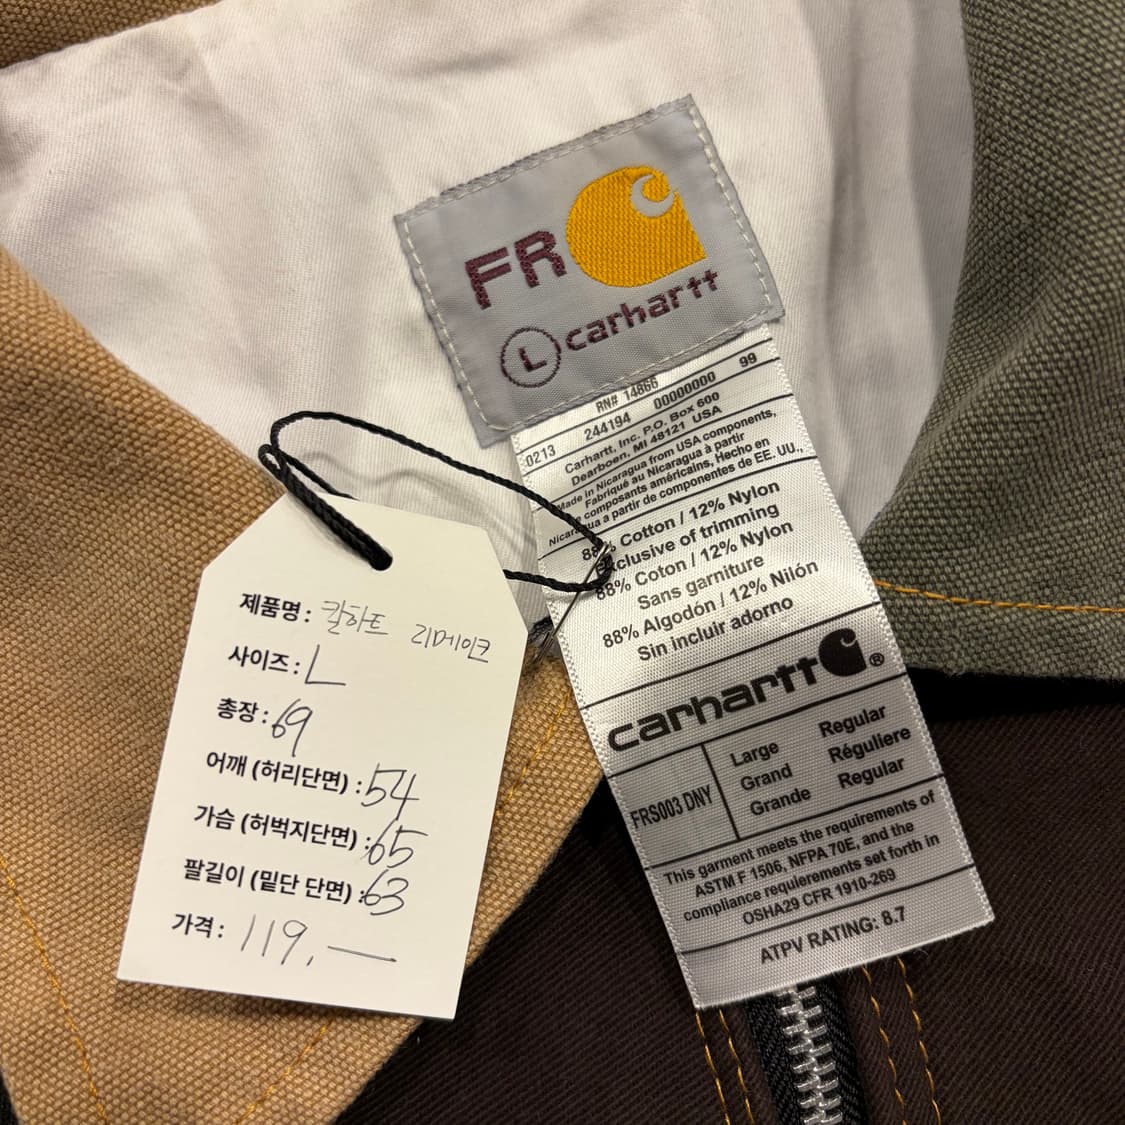 FR
L carhartt
RN# 14866
0213 244194 00000000 99
Carhartt, Inc. P.O. Box 600
Dearborn, MI 48121 USA
Made in Nicaragua from USA components,
Fabriqué au Nicaragua à partir
composants américains, Hecho en
Nicaragua a partir de componentes de EE. UU.,
88% Cotton / 12% Nylon
Exclusive of trimming
88% Coton / 12% Nylon
Sans garniture
88% Algodón / 12% Nilón
Sin incluir adorno
carhartt ®
FRS003 DNY
Large Regular
Grand Réguliere
Grande Regular
This garment meets the requirements of
ASTM F 1506, NFPA 70E, and the
compliance requirements set forth in
OSHA29 CFR 1910-269
ATPV RATING: 8.7
제품명 : 칼하트 리메이크
사이즈 : L
총장 : 69
어깨 (허리단면) : 54
가슴 (허벅지단면) : 65
팔길이 (밑단 단면) : 63
가격 : 119,—